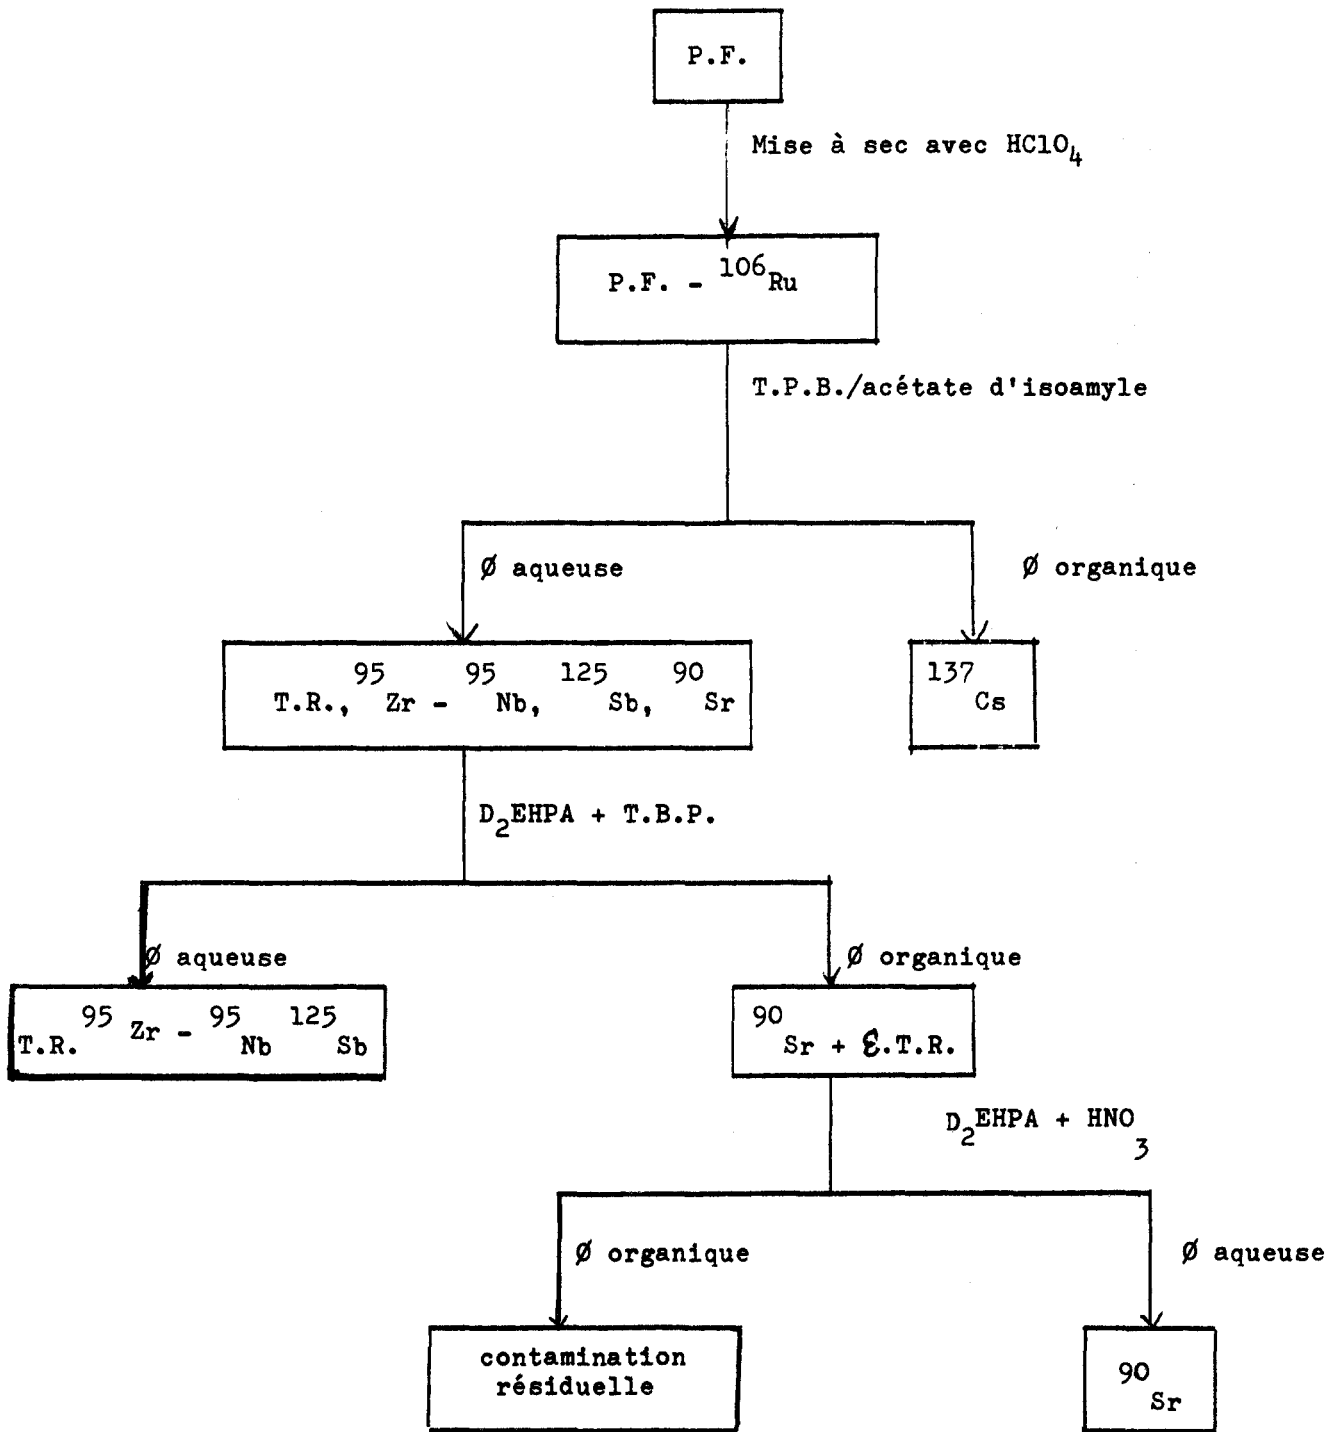 P.F.
Mise à sec avec HClO4
P.F. - 106Ru
T.P.B./acétate d'isoamyle
Ø aqueuse
Ø organique
T.R., 95Zr - 95Nb, 125Sb, 90Sr
137Cs
D2EHPA + T.B.P.
Ø aqueuse
Ø organique
T.R. 95Zr - 95Nb 125Sb
90Sr + Ɛ.T.R.
D2EHPA + HNO3
Ø organique
Ø aqueuse
contamination
résiduelle
90Sr